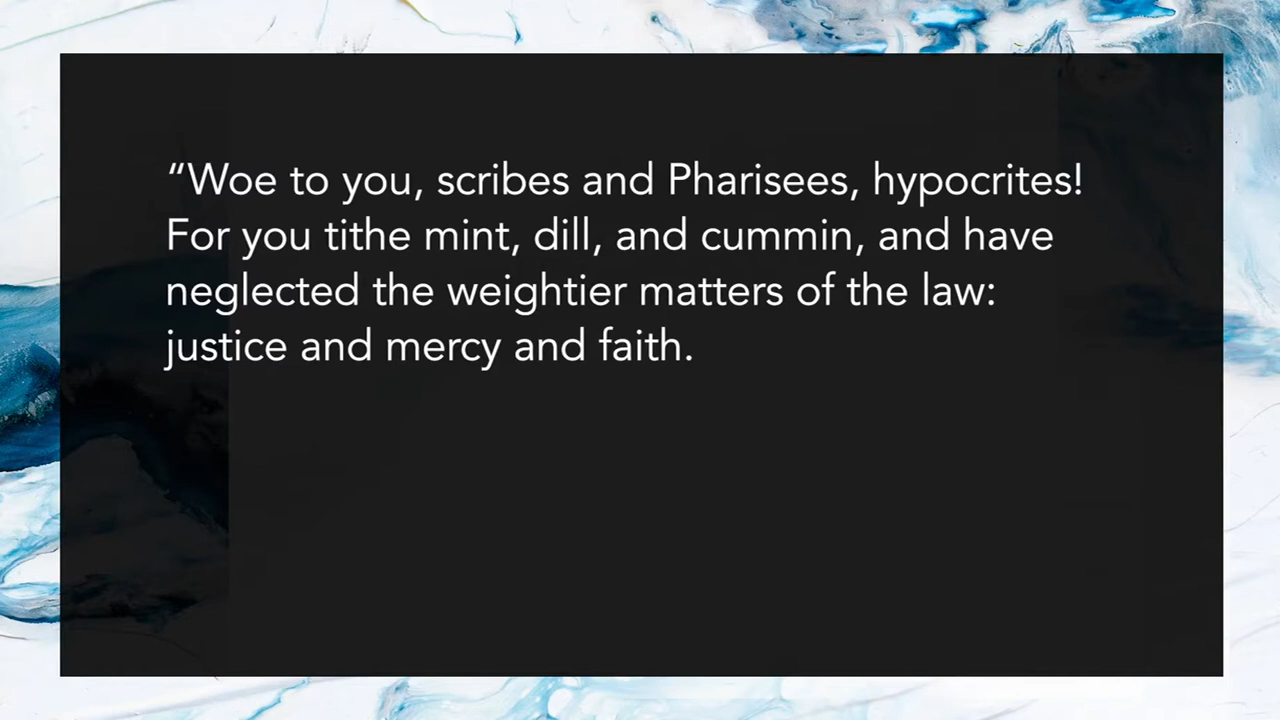 “Woe to you, scribes and Pharisees, hypocrites!
For you tithe mint, dill, and cummin, and have
neglected the weightier matters of the law:
justice and mercy and faith.